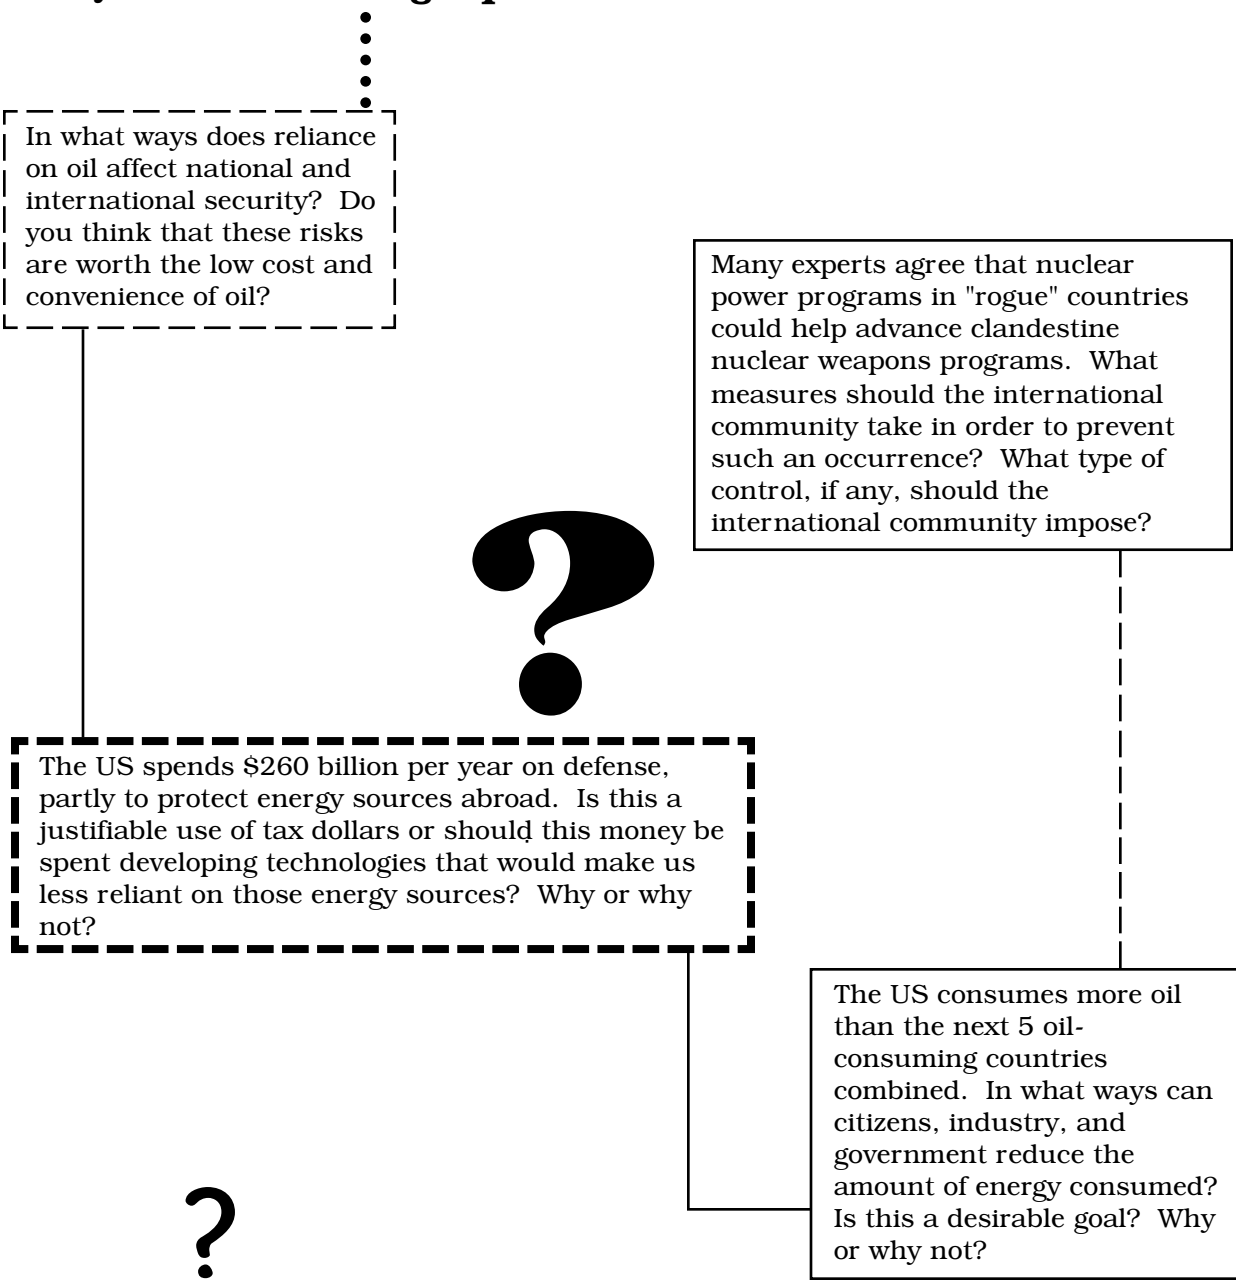 In what ways does reliance
on oil affect national and
international security?  Do
you think that these risks
are worth the low cost and
convenience of oil?
Many experts agree that nuclear
power programs in "rogue" countries
could help advance clandestine
nuclear weapons programs.  What
measures should the international
community take in order to prevent
such an occurrence?  What type of
control, if any, should the
international community impose?
?
The US spends $260 billion per year on defense,
partly to protect energy sources abroad.  Is this a
justifiable use of tax dollars or should this money be
spent developing technologies that would make us
less reliant on those energy sources?  Why or why
not?
The US consumes more oil
than the next 5 oil-
consuming countries
combined.  In what ways can
citizens, industry, and
government reduce the
amount of energy consumed?
Is this a desirable goal?  Why
or why not?
?